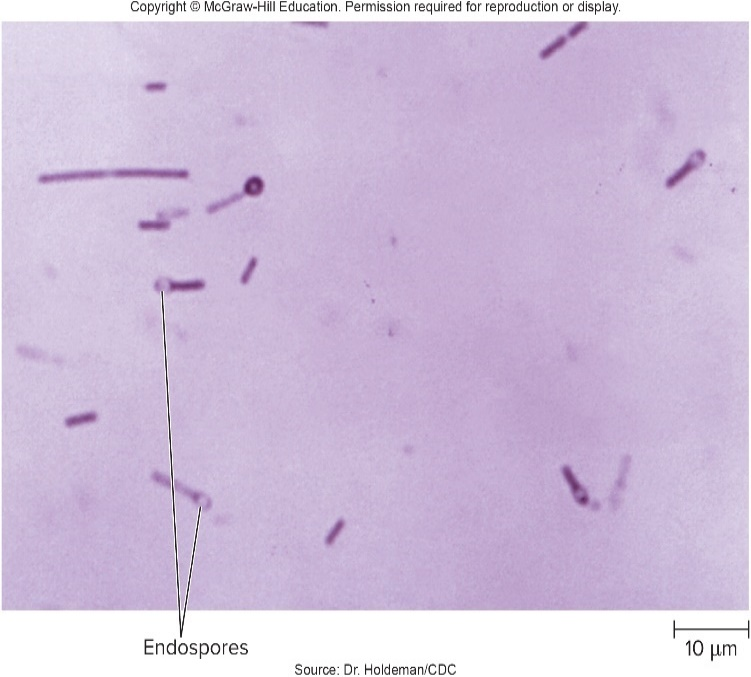 Copyright © McGraw-Hill Education. Permission required for reproduction or display.
Endospores
10 µm
Source: Dr. Holdeman/CDC